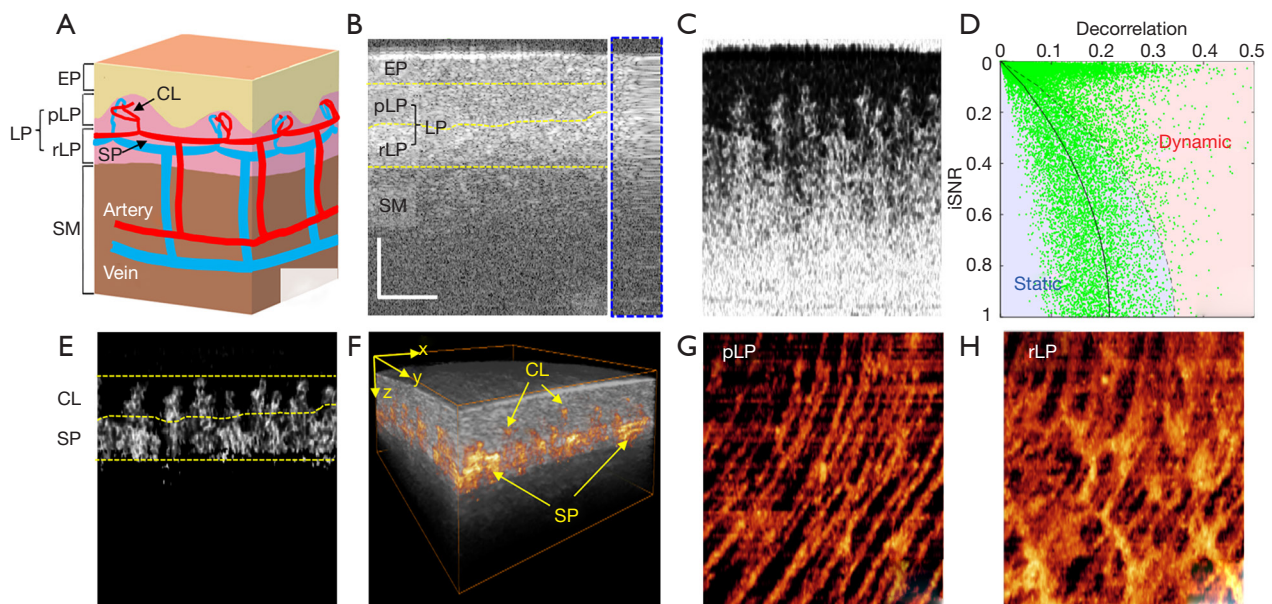 A
EP
pLP
LP
rLP
SM
CL
SP
Artery
Vein
B
EP
pLP
LP
rLP
SM
C
D
Decorrelation
0 0.1 0.2 0.3 0.4 0.5
0
0.2
0.4
0.6
0.8
1
iSNR
Dynamic
Static
E
CL
SP
F
x
y
z
CL
SP
G
pLP
H
rLP